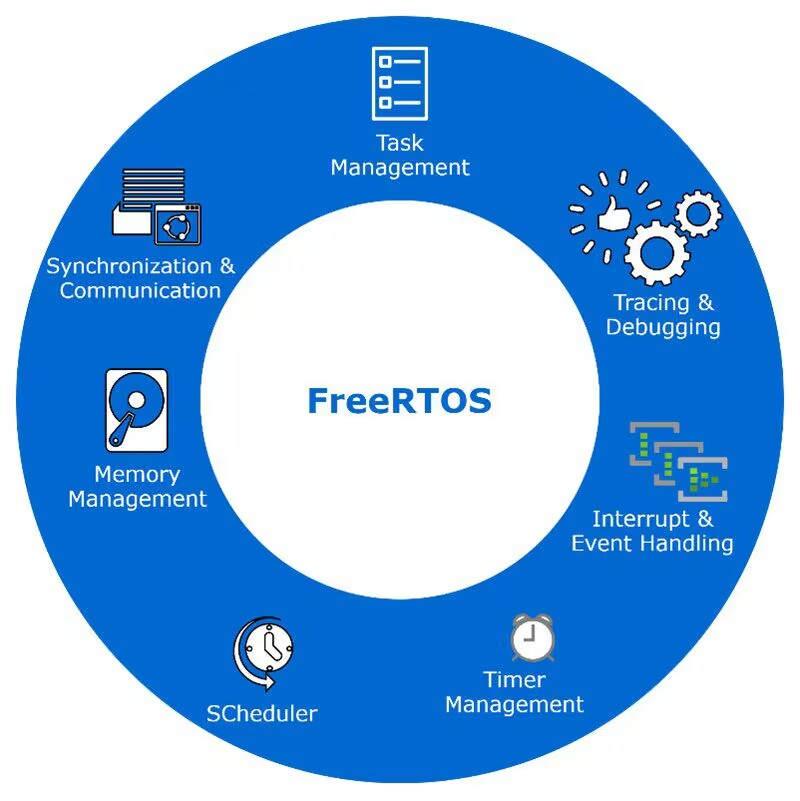 Task
Management
Tracing &
Debugging
Synchronization &
Communication
FreeRTOS
Memory
Management
Interrupt &
Event Handling
Timer
Management
SCheduler